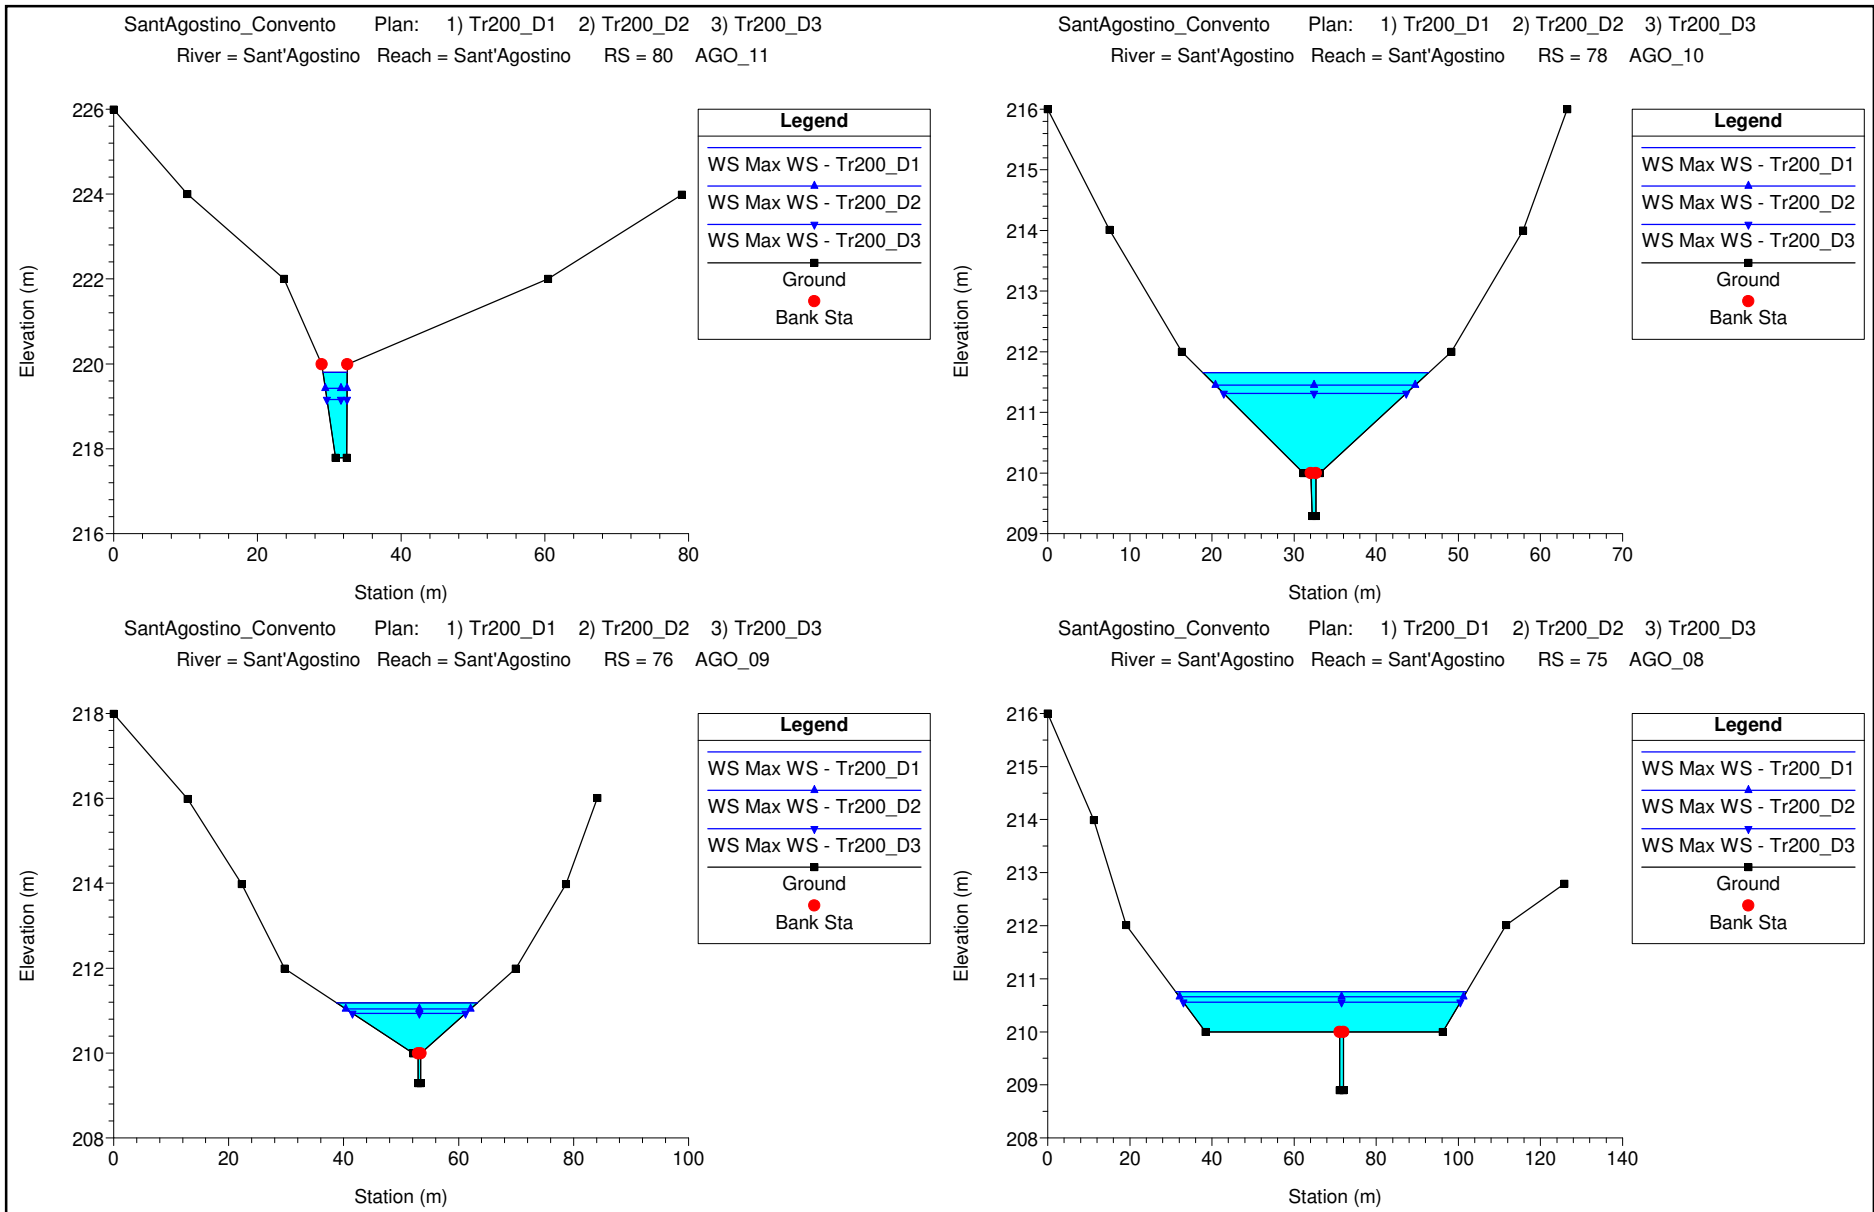 SantAgostino_Convento Plan: 1) Tr200_D1 2) Tr200_D2 3) Tr200_D3
River = Sant'Agostino Reach = Sant'Agostino RS = 80 AGO_11
226
224
222
220
218
216
0 20 40 60 80
Elevation (m)
Station (m)
Legend
WS Max WS - Tr200_D1
WS Max WS - Tr200_D2
WS Max WS - Tr200_D3
Ground
Bank Sta
SantAgostino_Convento Plan: 1) Tr200_D1 2) Tr200_D2 3) Tr200_D3
River = Sant'Agostino Reach = Sant'Agostino RS = 78 AGO_10
216
215
214
213
212
211
210
209
0 10 20 30 40 50 60 70
Elevation (m)
Station (m)
Legend
WS Max WS - Tr200_D1
WS Max WS - Tr200_D2
WS Max WS - Tr200_D3
Ground
Bank Sta
SantAgostino_Convento Plan: 1) Tr200_D1 2) Tr200_D2 3) Tr200_D3
River = Sant'Agostino Reach = Sant'Agostino RS = 76 AGO_09
218
216
214
212
210
208
0 20 40 60 80 100
Elevation (m)
Station (m)
Legend
WS Max WS - Tr200_D1
WS Max WS - Tr200_D2
WS Max WS - Tr200_D3
Ground
Bank Sta
SantAgostino_Convento Plan: 1) Tr200_D1 2) Tr200_D2 3) Tr200_D3
River = Sant'Agostino Reach = Sant'Agostino RS = 75 AGO_08
216
215
214
213
212
211
210
209
208
0 20 40 60 80 100 120 140
Elevation (m)
Station (m)
Legend
WS Max WS - Tr200_D1
WS Max WS - Tr200_D2
WS Max WS - Tr200_D3
Ground
Bank Sta